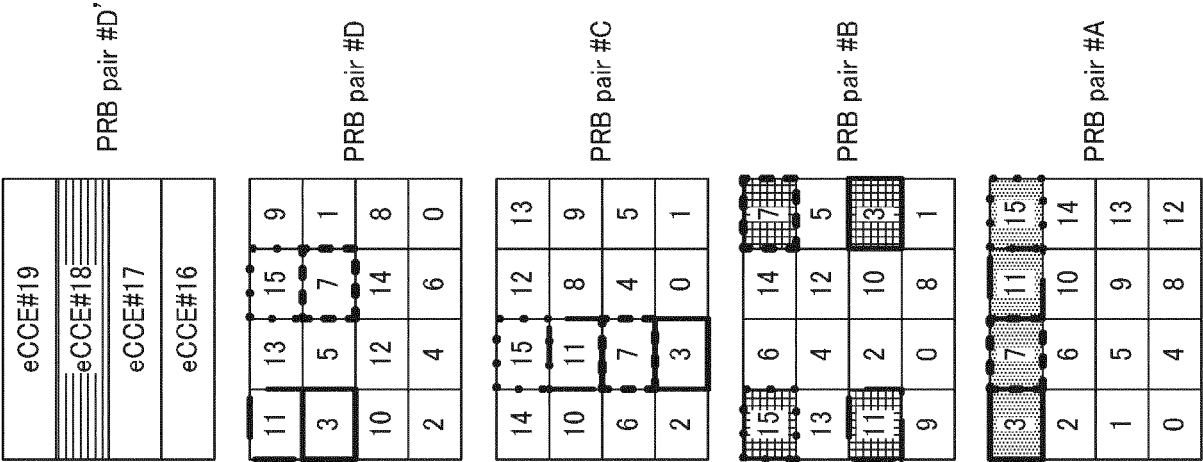 eCCE#19
eCCE#18
eCCE#17
eCCE#16
PRB pair #D'
11 13 15 9
3 5 7 1
10 12 14 8
2 4 6 0
PRB pair #D
14 15 12 13
10 11 8 9
6 7 4 5
2 3 0 1
PRB pair #C
15 6 14 7
13 4 12 5
11 2 10 3
9 0 8 1
PRB pair #B
3 7 11 15
2 6 10 14
1 5 9 13
0 4 8 12
PRB pair #A